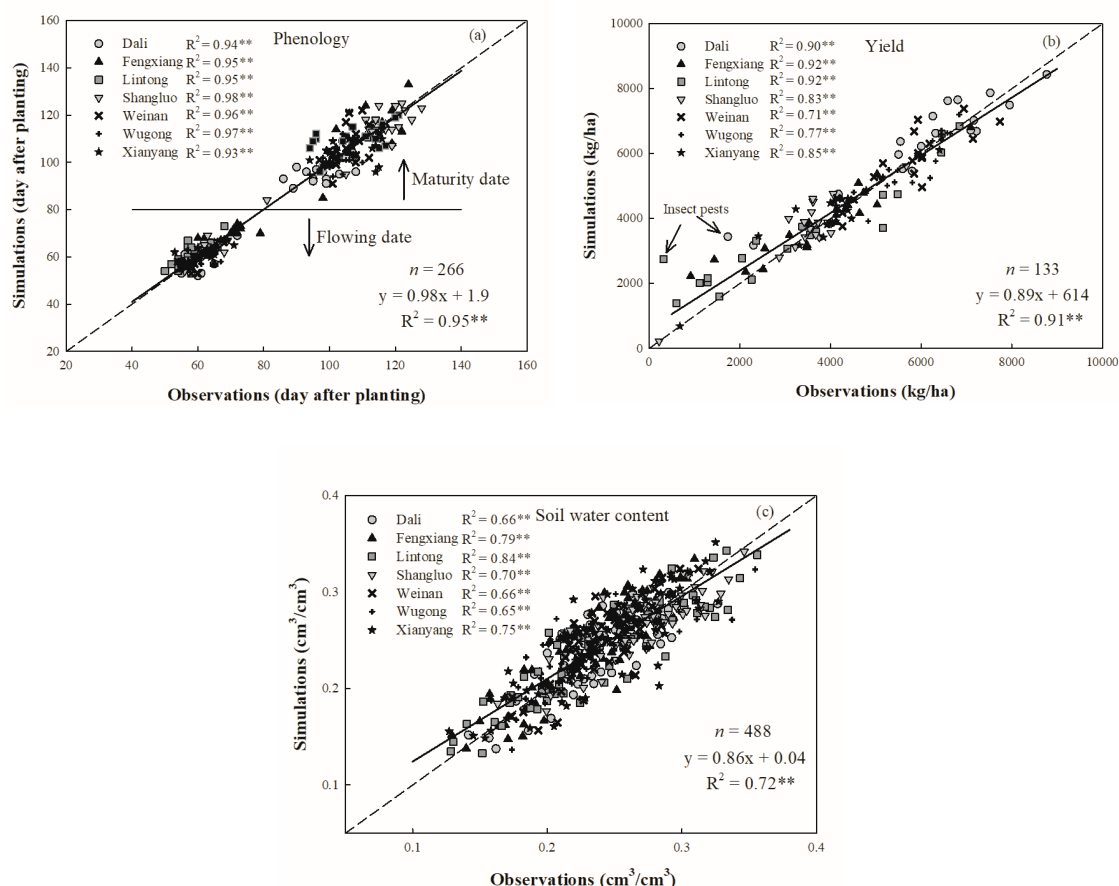 160
140
120
100
80
60
40
20
20 40 60 80 100 120 140 160
Simulations (day after planting)
Observations (day after planting)
(a)
Phenology
Dali R² = 0.94**
Fengxiang R² = 0.95**
Lintong R² = 0.95**
Shangluo R² = 0.98**
Weinan R² = 0.96**
Wugong R² = 0.97**
Xianyang R² = 0.93**
Maturity date
Flowing date
n = 266
y = 0.98x + 1.9
R² = 0.95**
10000
8000
6000
4000
2000
0
0 2000 4000 6000 8000 10000
Simulations (kg/ha)
Observations (kg/ha)
(b)
Yield
Dali R² = 0.90**
Fengxiang R² = 0.92**
Lintong R² = 0.92**
Shangluo R² = 0.83**
Weinan R² = 0.71**
Wugong R² = 0.77**
Xianyang R² = 0.85**
Insect pests
n = 133
y = 0.89x + 614
R² = 0.91**
0.4
0.3
0.2
0.1
0.1 0.2 0.3 0.4
Simulations (cm³/cm³)
Observations (cm³/cm³)
(c)
Soil water content
Dali R² = 0.66**
Fengxiang R² = 0.79**
Lintong R² = 0.84**
Shangluo R² = 0.70**
Weinan R² = 0.66**
Wugong R² = 0.65**
Xianyang R² = 0.75**
n = 488
y = 0.86x + 0.04
R² = 0.72**